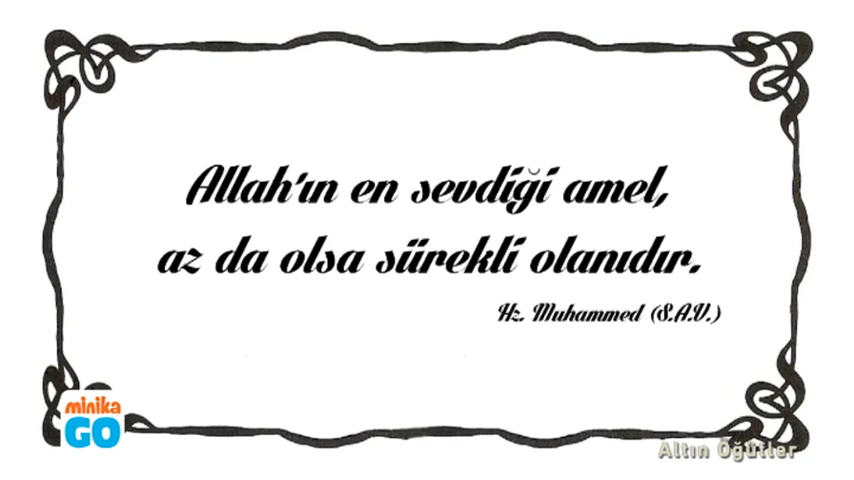 Allah'ın en sevdiği amel,
az da olsa sürekli olanıdır.
Hz. Muhammed (S.A.V.)
minika
GO
Altın Öğütler